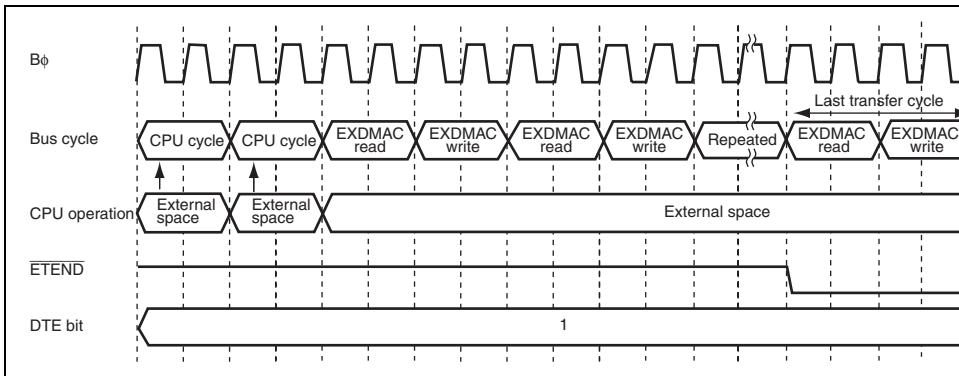 Bϕ
Last transfer cycle
Bus cycle
CPU cycle
CPU cycle
EXDMAC
read
EXDMAC
write
EXDMAC
read
EXDMAC
write
Repeated
EXDMAC
read
EXDMAC
write
CPU operation
External
space
External
space
External space
ETEND
DTE bit
1